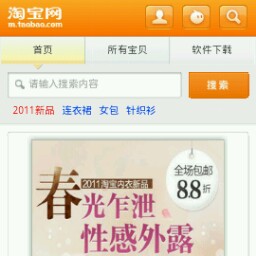 淘宝网
m.taobao.com
首页 所有宝贝 软件下载
请输入搜索内容 搜索
2011新品 连衣裙 女包 针织衫
全场包邮
88折
2011淘宝内衣新品
春光乍泄
性感外露